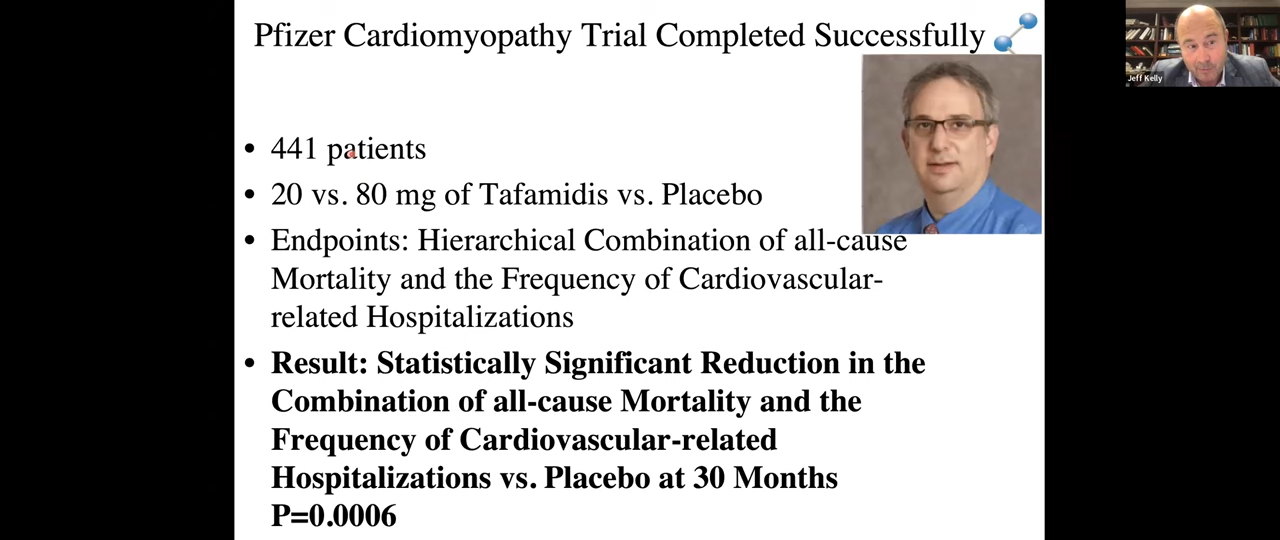 Pfizer Cardiomyopathy Trial Completed Successfully
Jeff Kelly
• 441 patients
• 20 vs. 80 mg of Tafamidis vs. Placebo
• Endpoints: Hierarchical Combination of all-cause
Mortality and the Frequency of Cardiovascular-
related Hospitalizations
• Result: Statistically Significant Reduction in the
Combination of all-cause Mortality and the
Frequency of Cardiovascular-related
Hospitalizations vs. Placebo at 30 Months
P=0.0006